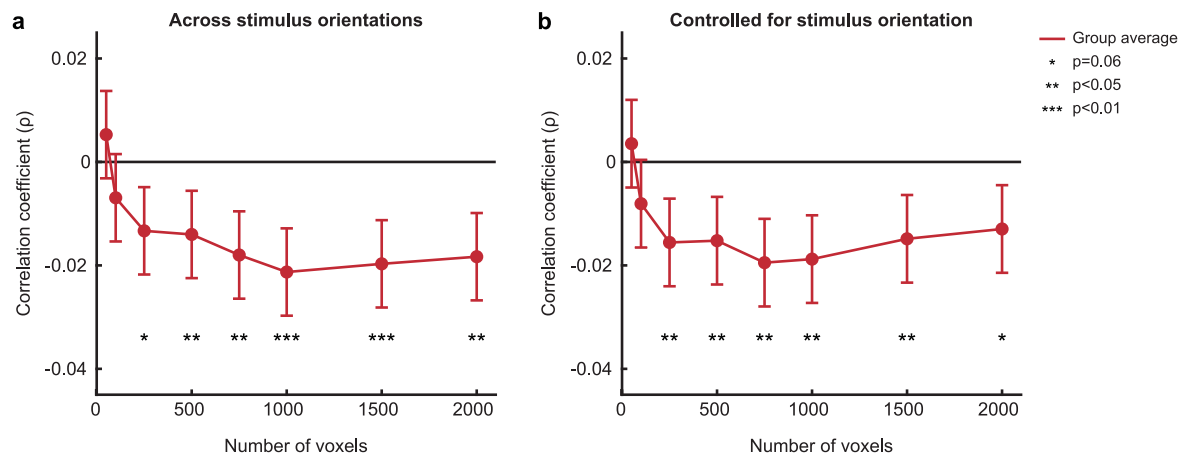 a
Across stimulus orientations
Correlation coefficient (ρ)
0.02
0
-0.02
-0.04
* ** ** *** *** **
0 500 1000 1500 2000
Number of voxels
b
Controlled for stimulus orientation
Correlation coefficient (ρ)
0.02
0
-0.02
-0.04
** ** ** ** ** *
0 500 1000 1500 2000
Number of voxels
Group average
* p=0.06
** p<0.05
*** p<0.01